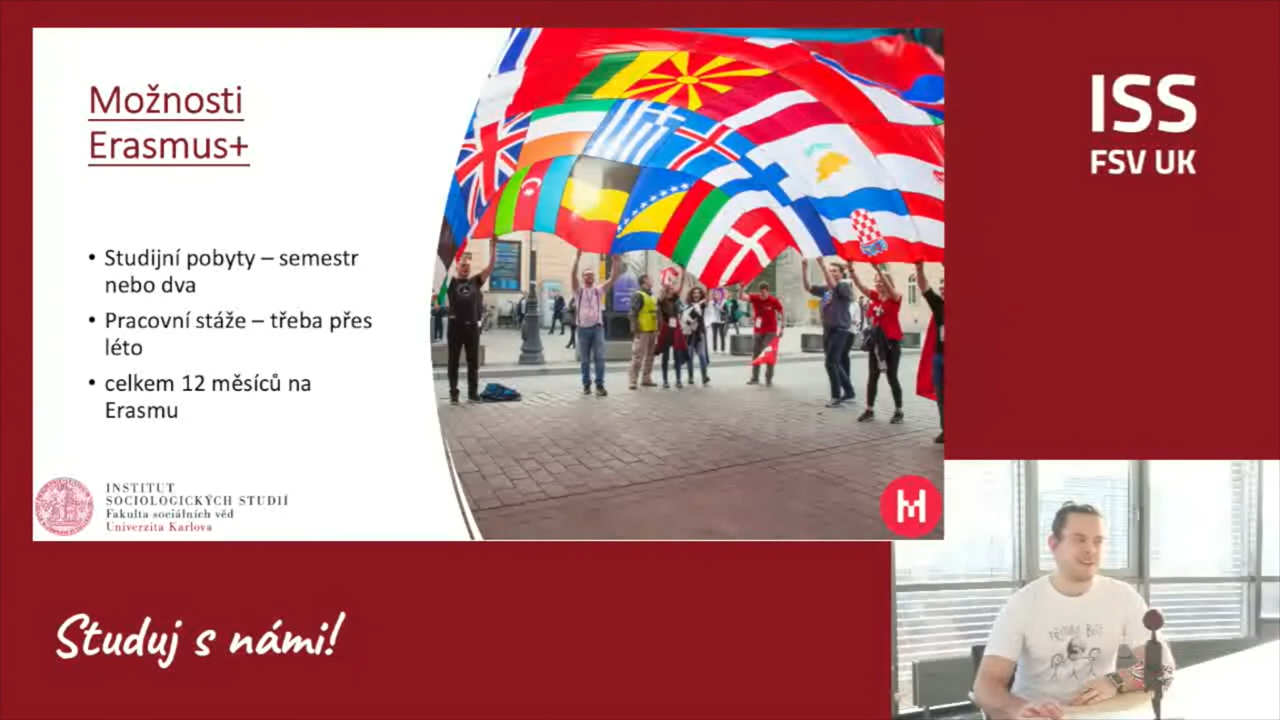 Možnosti
Erasmus+
• Studijní pobyty – semestr
nebo dva
• Pracovní stáže – třeba přes
léto
• celkem 12 měsíců na
Erasmu
INSTITUT
SOCIOLOGICKÝCH STUDIÍ
Fakulta sociálních věd
Univerzita Karlova
M
ISS
FSV UK
Studuj s námi!